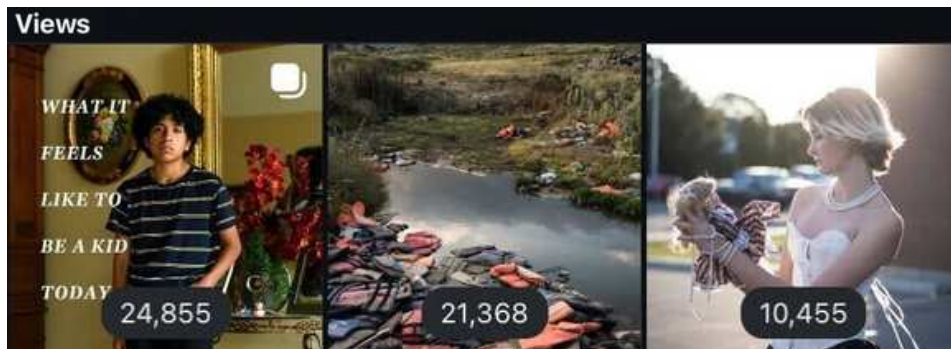 Views
WHAT IT
FEELS
LIKE TO
BE A KID
TODAY
24,855
21,368
10,455